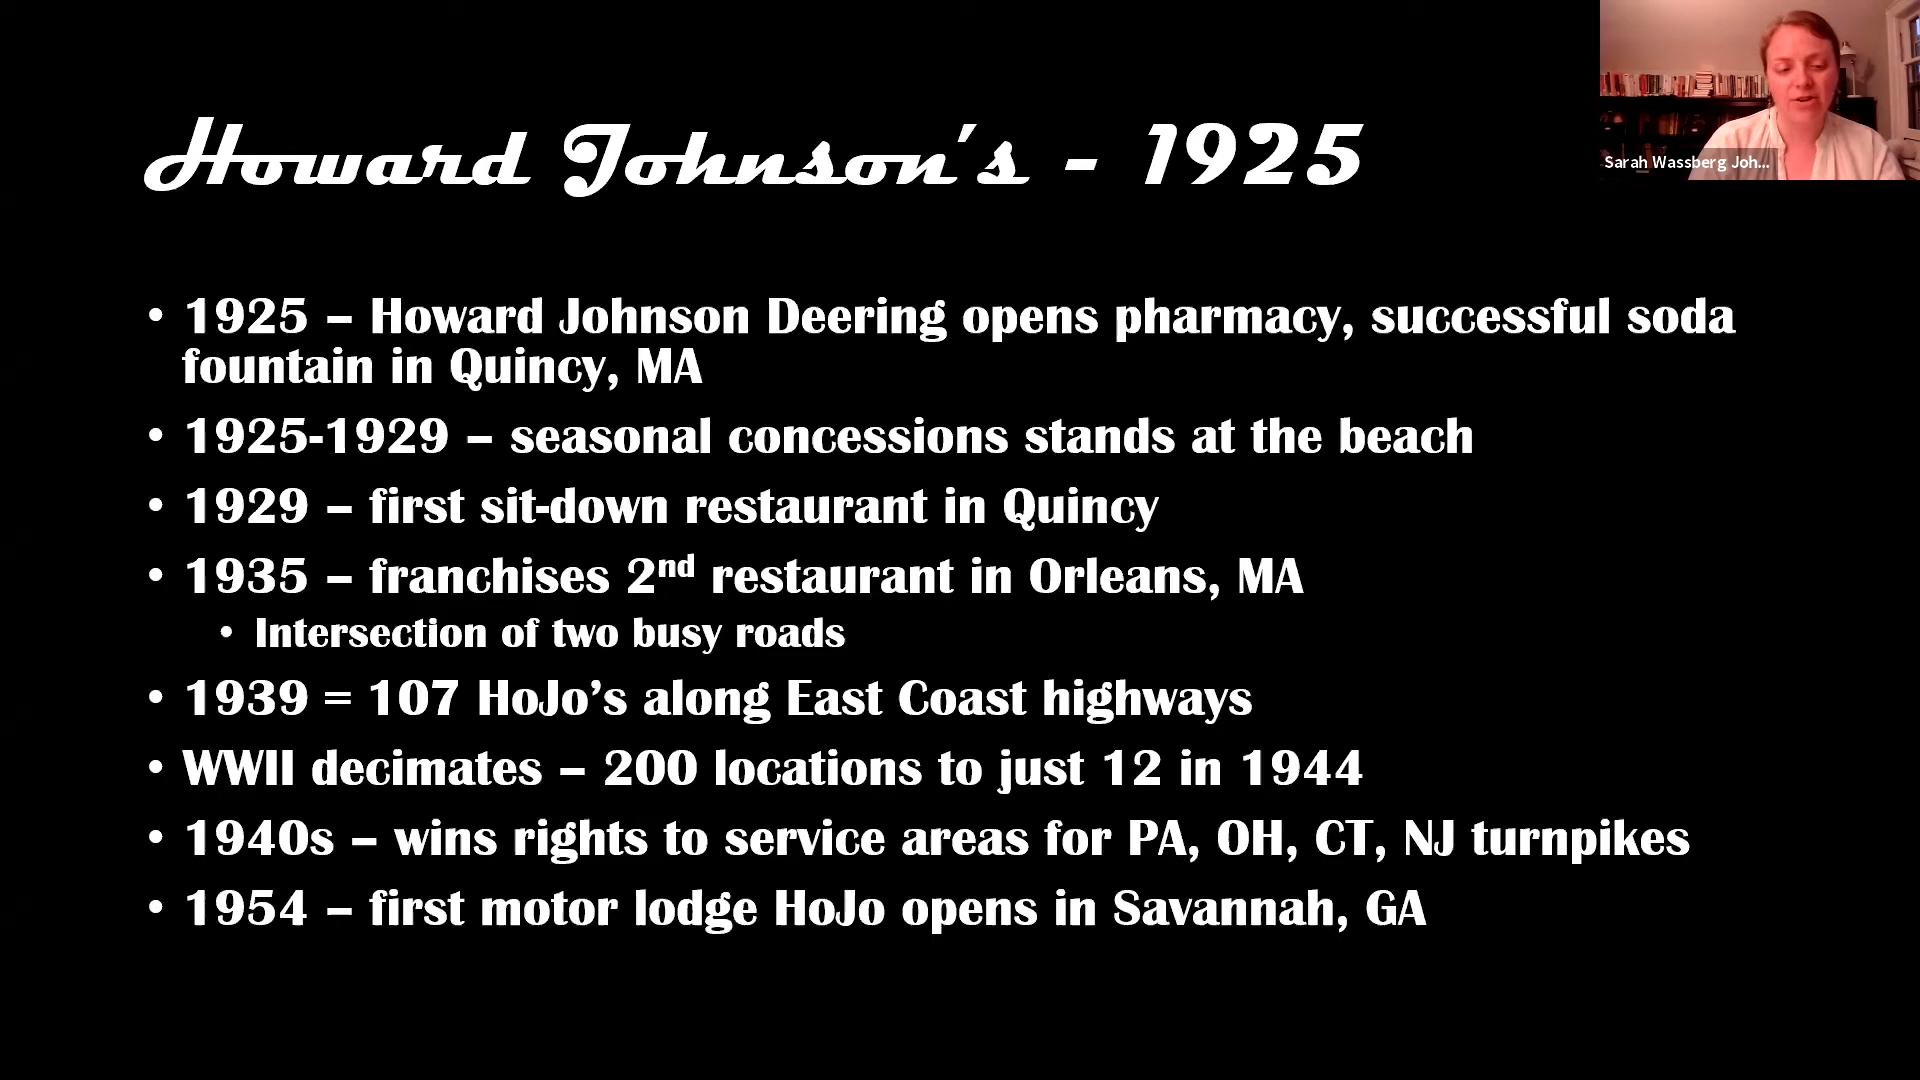 Howard Johnson's - 1925
Sarah Wassberg Joh...
• 1925 – Howard Johnson Deering opens pharmacy, successful soda
fountain in Quincy, MA
• 1925-1929 – seasonal concessions stands at the beach
• 1929 – first sit-down restaurant in Quincy
• 1935 – franchises 2nd restaurant in Orleans, MA
• Intersection of two busy roads
• 1939 = 107 HoJo’s along East Coast highways
• WWII decimates – 200 locations to just 12 in 1944
• 1940s – wins rights to service areas for PA, OH, CT, NJ turnpikes
• 1954 – first motor lodge HoJo opens in Savannah, GA